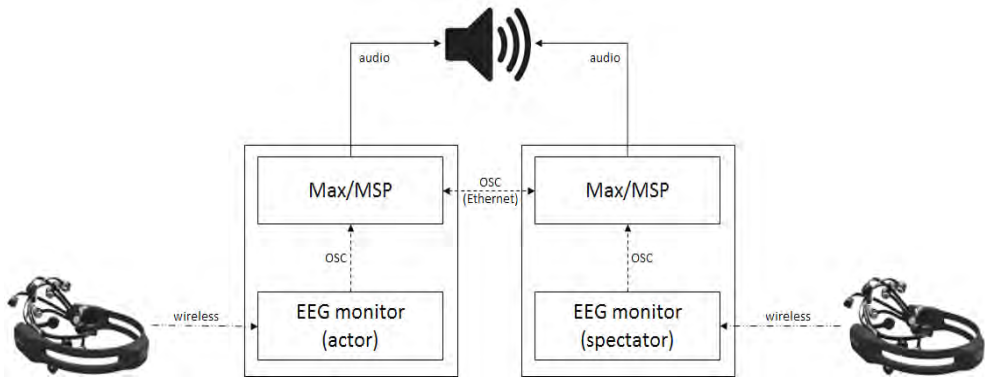 audio
audio
Max/MSP
OSC
(Ethernet)
Max/MSP
OSC
OSC
wireless
EEG monitor
(actor)
EEG monitor
(spectator)
wireless